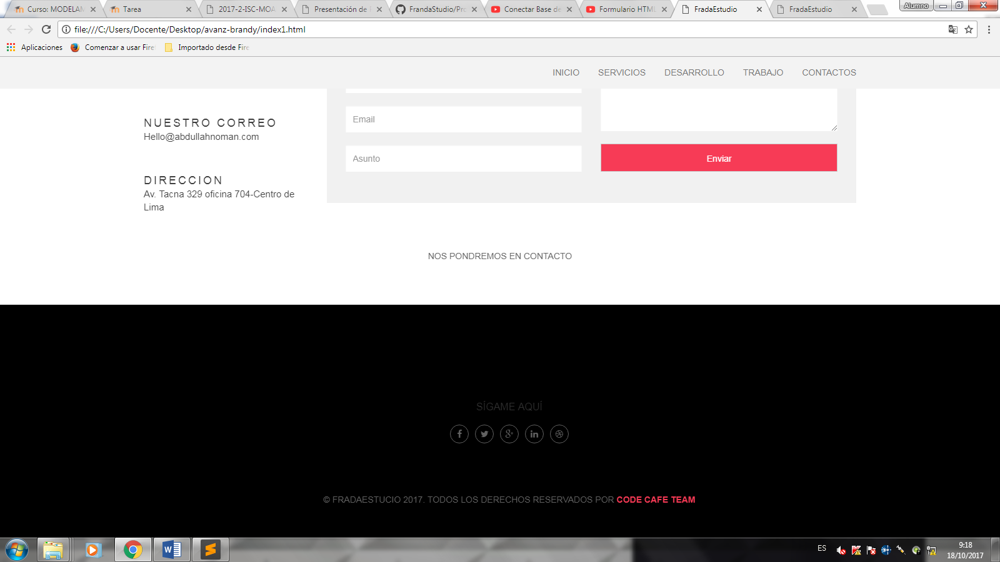 Curso: MODELAM
Tarea
2017-2-ISC-MOA
Presentación de
FrandaStudio/Pro
Conectar Base de
Formulario HTML
FradaEstudio
FradaEstudio
Alumno
file:///C:/Users/Docente/Desktop/avanz-brandy/index1.html
Aplicaciones
Comenzar a usar Fire
Importado desde Fire
INICIO
SERVICIOS
DESARROLLO
TRABAJO
CONTACTOS
NUESTRO CORREO
Hello@abdullahnoman.com
DIRECCION
Av. Tacna 329 oficina 704-Centro de
Lima
Email
Asunto
Enviar
NOS PONDREMOS EN CONTACTO
SÍGAME AQUÍ
© FRADAESTUCIO 2017. TODOS LOS DERECHOS RESERVADOS POR CODE CAFE TEAM
ES
9:18
18/10/2017